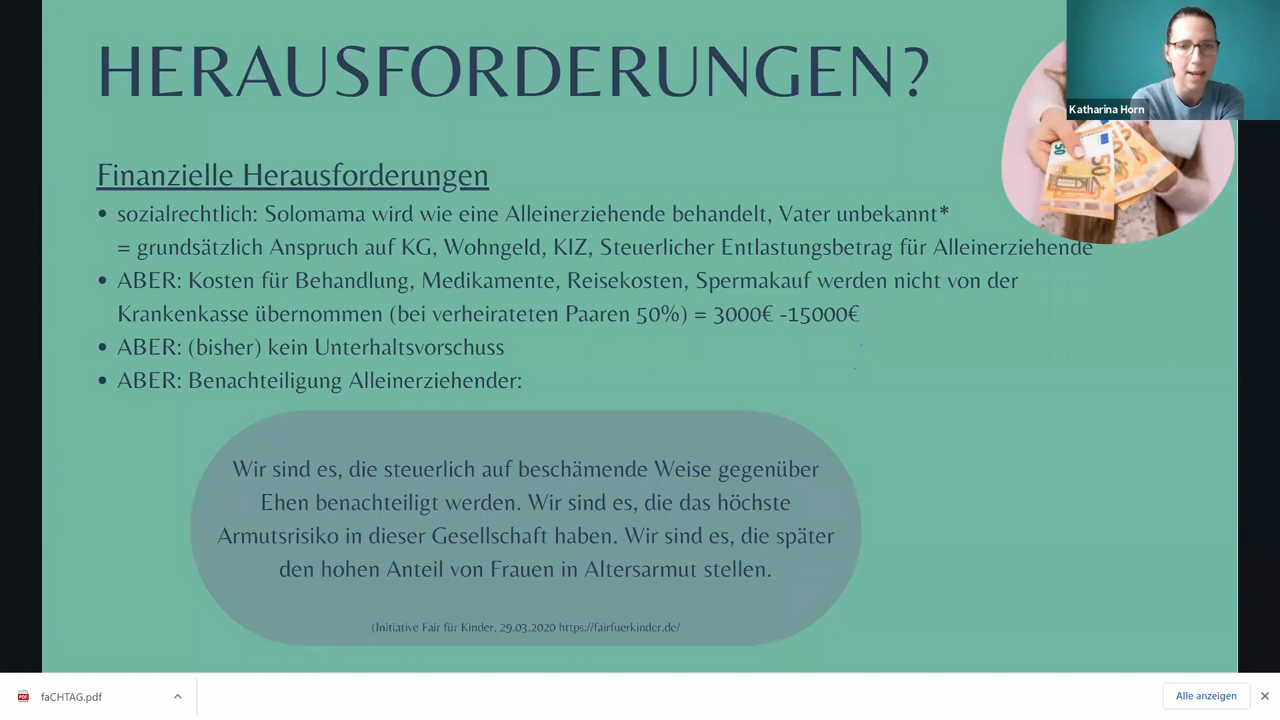 HERAUSFORDERUNGEN?
Katharina Horn
50
50
Finanzielle Herausforderungen
• sozialrechtlich: Solomama wird wie eine Alleinerziehende behandelt, Vater unbekannt*
= grundsätzlich Anspruch auf KG, Wohngeld, KIZ, Steuerlicher Entlastungsbetrag für Alleinerziehende
• ABER: Kosten für Behandlung, Medikamente, Reisekosten, Spermakauf werden nicht von der
Krankenkasse übernommen (bei verheirateten Paaren 50%) = 3000€ -15000€
• ABER: (bisher) kein Unterhaltsvorschuss
• ABER: Benachteiligung Alleinerziehender:
Wir sind es, die steuerlich auf beschämende Weise gegenüber
Ehen benachteiligt werden. Wir sind es, die das höchste
Armutsrisiko in dieser Gesellschaft haben. Wir sind es, die später
den hohen Anteil von Frauen in Altersarmut stellen.
(Initiative Fair für Kinder, 29.03.2020 https://fairfuerkinder.de/
faCHTAG.pdf
Alle anzeigen